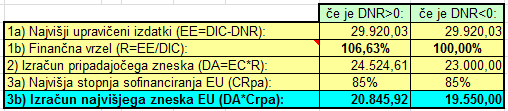 če je DNR>0: če je DNR<0:
1a) Najvišji upravičeni izdatki (EE=DIC-DNR) 29.920,03 29.920,03
1b) Finančna vrzel (R=EE/DIC) 106,63% 100,00%
2) Izračun pripadajočega zneska (DA=EC*R) 24.524,61 23.000,00
3a) Najvišja stopnja sofinanciranja EU (CRpa): 85% 85%
3b) Izračun najvišjega zneska EU (DA*Crpa): 20.845,92 19.550,00